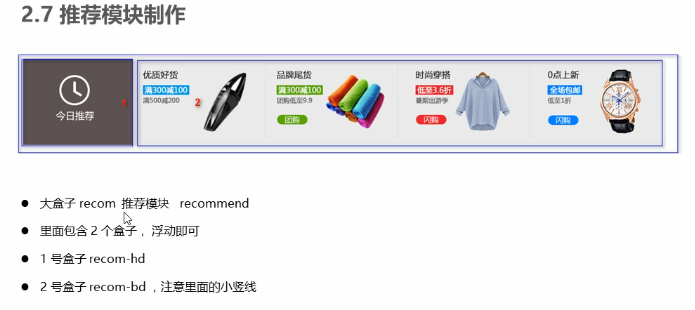 2.7 推荐模块制作
1
今日推荐
2
优质好货
满300减100
满500减200
品牌尾货
满300减100
团购低至9.9
团购
时尚穿搭
低至3.6折
暑期出游季
闪购
0点上新
全场包邮
低至1折
闪购
● 大盒子 recom 推荐模块 recommend
● 里面包含 2 个盒子，浮动即可
● 1 号盒子 recom-hd
● 2 号盒子 recom-bd ，注意里面的小竖线